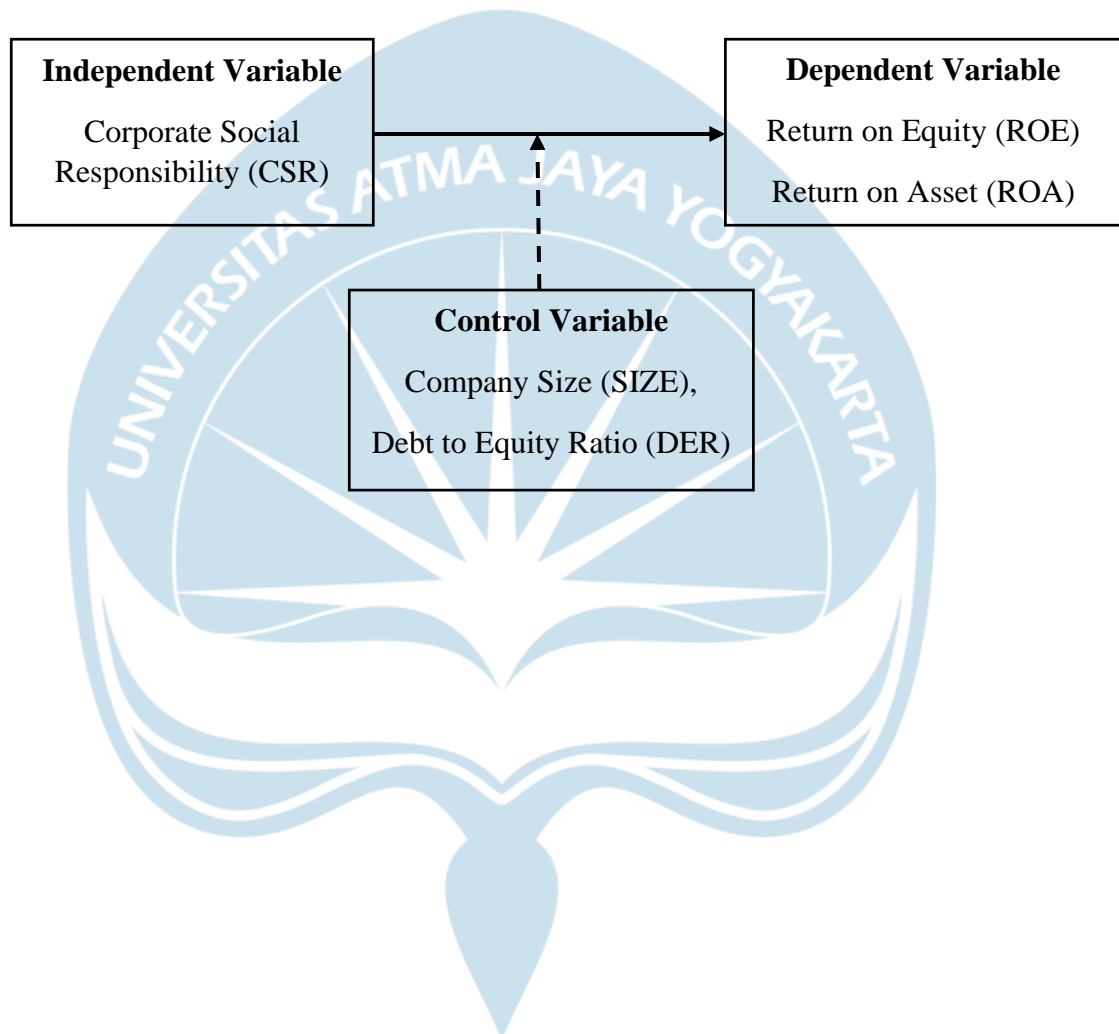 Independent Variable
Corporate Social
Responsibility (CSR)
Dependent Variable
Return on Equity (ROE)
Return on Asset (ROA)
Control Variable
Company Size (SIZE),
Debt to Equity Ratio (DER)
UNIVERSITAS ATMA JAYA YOGYAKARTA